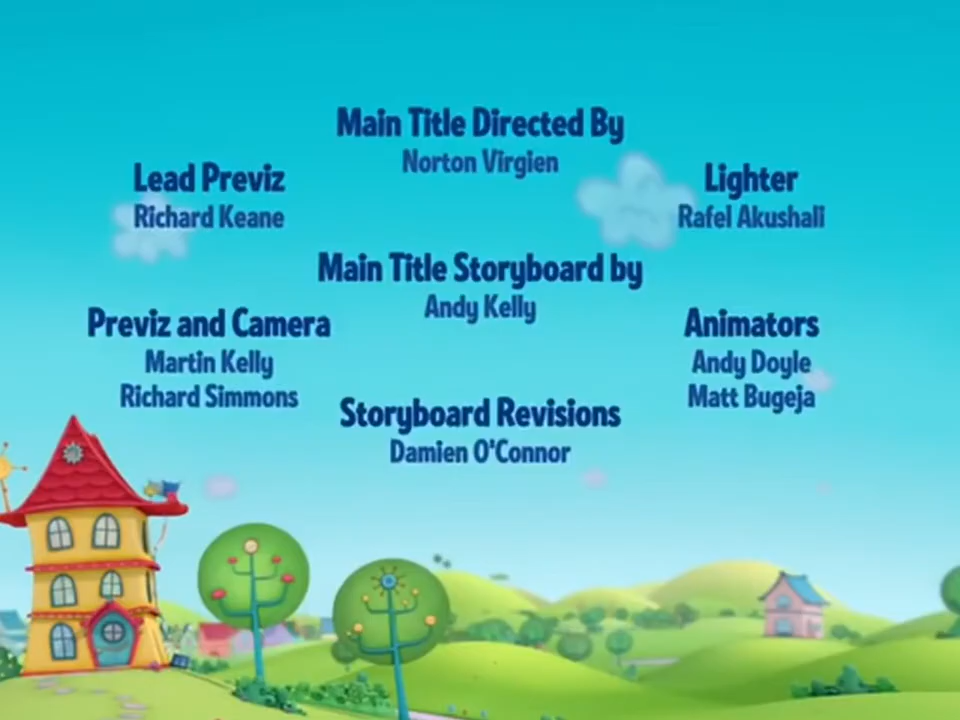 Main Title Directed By
Norton Virgien
Lead Previz
Richard Keane
Lighter
Rafel Akushali
Main Title Storyboard by
Andy Kelly
Previz and Camera
Martin Kelly
Richard Simmons
Animators
Andy Doyle
Matt Bugeja
Storyboard Revisions
Damien O'Connor